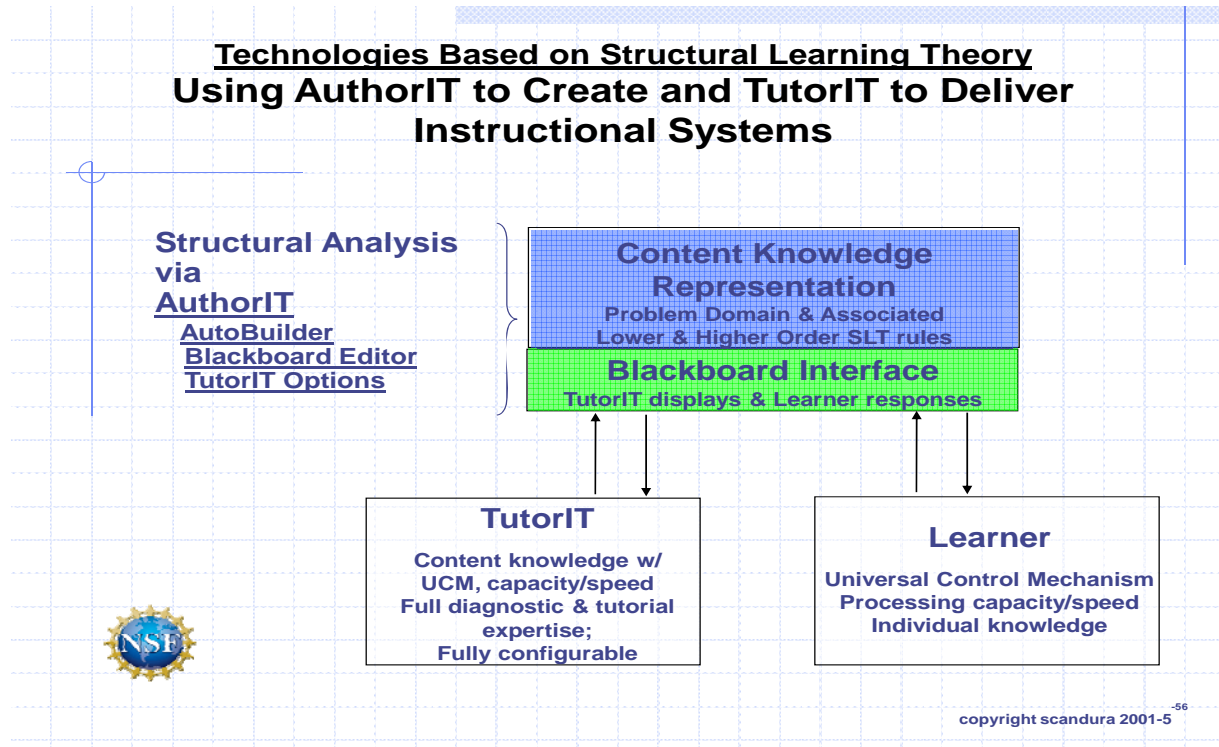 Technologies Based on Structural Learning Theory
Using AuthorIT to Create and TutorIT to Deliver
Instructional Systems
Structural Analysis
via
AuthorIT
AutoBuilder
Blackboard Editor
TutorIT Options
Content Knowledge
Representation
Problem Domain & Associated
Lower & Higher Order SLT rules
Blackboard Interface
TutorIT displays & Learner responses
TutorIT
Content knowledge w/
UCM, capacity/speed
Full diagnostic & tutorial
expertise;
Fully configurable
Learner
Universal Control Mechanism
Processing capacity/speed
Individual knowledge
NSF
copyright scandura 2001-5
-56